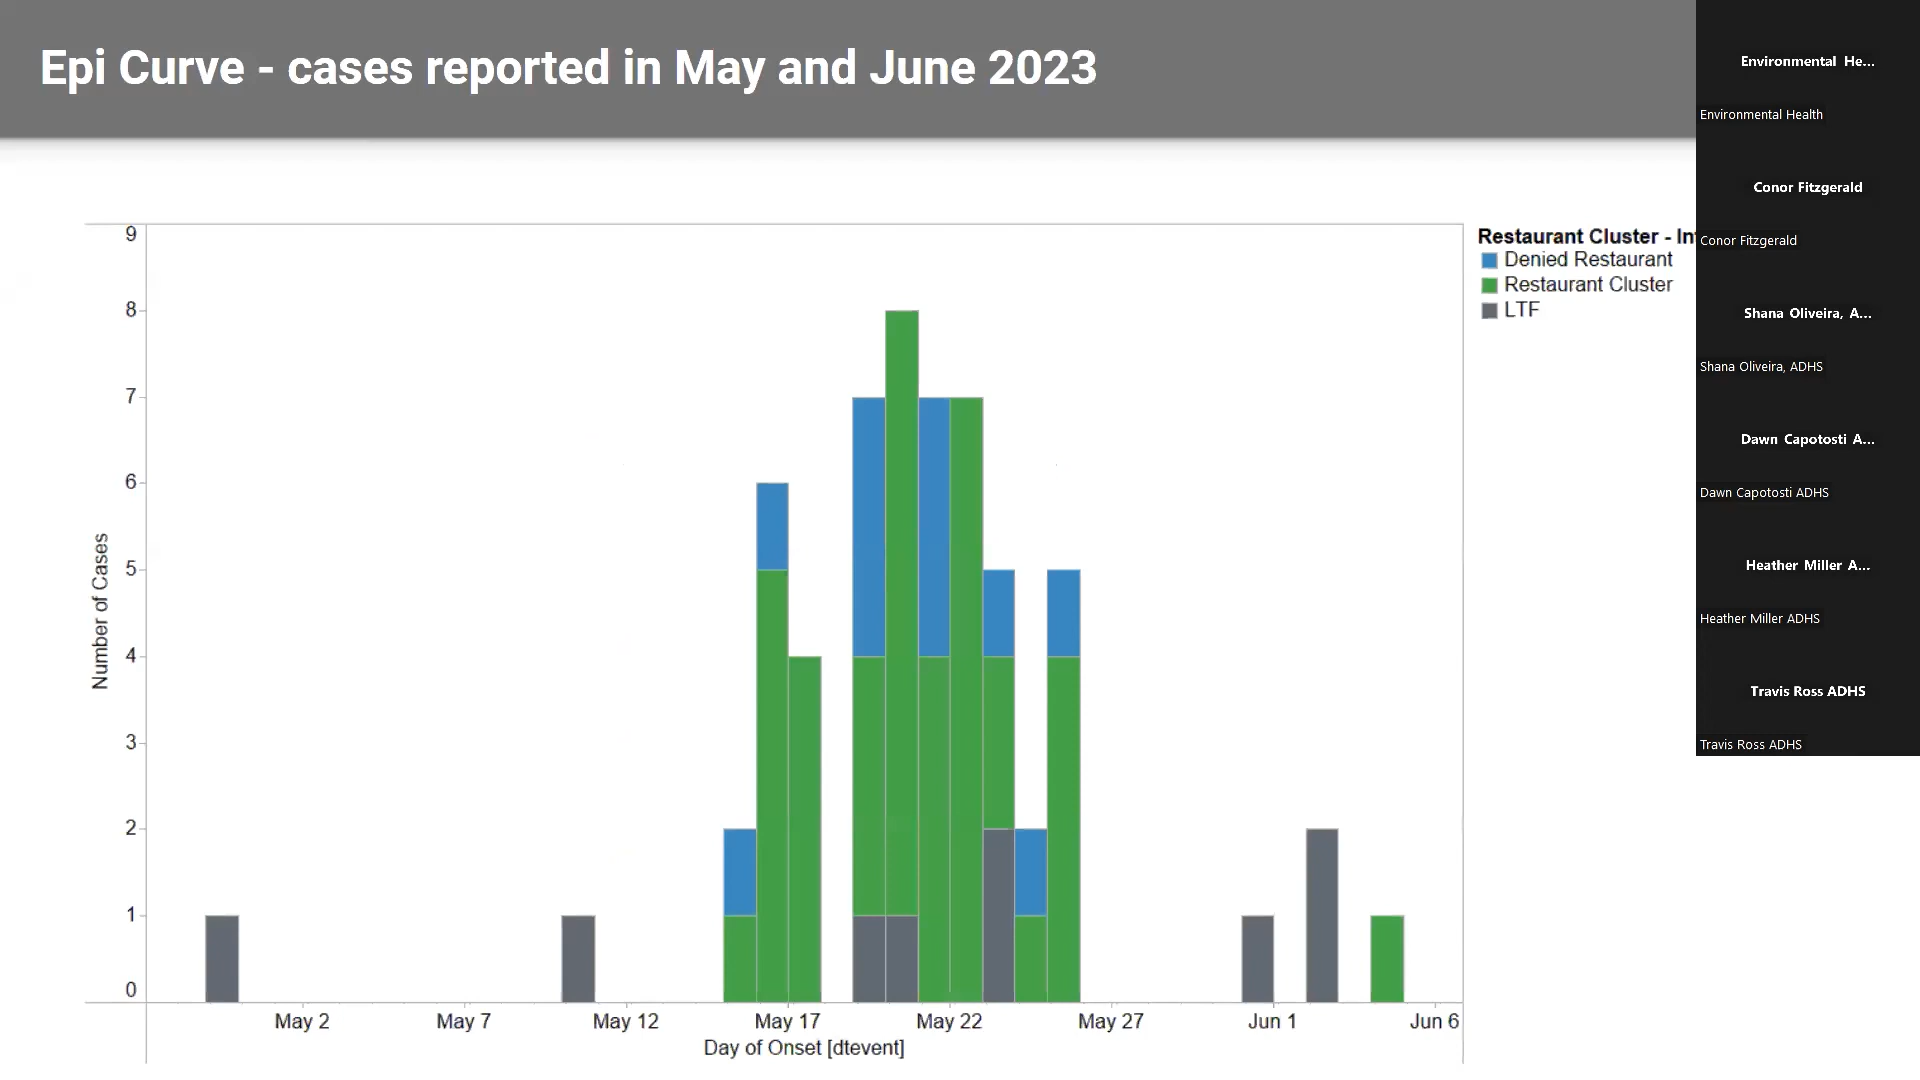 Epi Curve - cases reported in May and June 2023
Number of Cases
9
8
7
6
5
4
3
2
1
0
May 2
May 7
May 12
May 17
May 22
May 27
Jun 1
Jun 6
Day of Onset [dtevent]
Restaurant Cluster -
Denied Restaurant
Restaurant Cluster
LTF
Environmental He...
Environmental Health
Conor Fitzgerald
Conor Fitzgerald
Shana Oliveira, A...
Shana Oliveira, ADHS
Dawn Capotosti A...
Dawn Capotosti ADHS
Heather Miller A...
Heather Miller ADHS
Travis Ross ADHS
Travis Ross ADHS